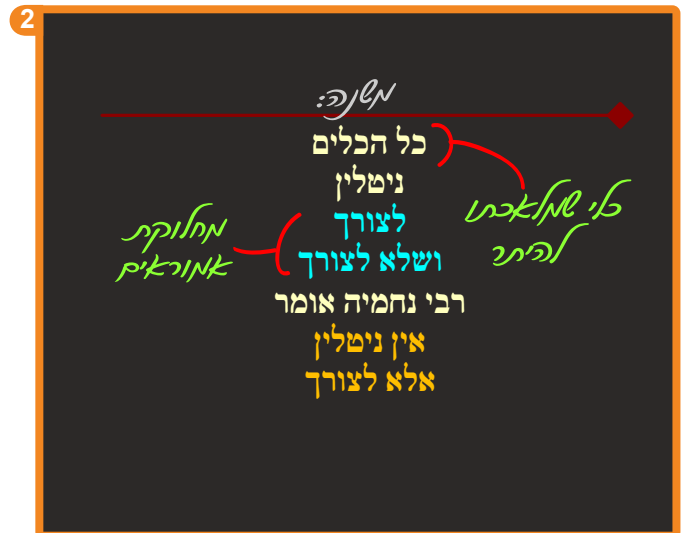 2
משנה:
כל הכלים
ניטלין
לצורך
ושלא לצורך
רבי נחמיה אומר
אין ניטלין
אלא לצורך
כלי שמלאכתו
להיתר
מחלוקת
אמוראים